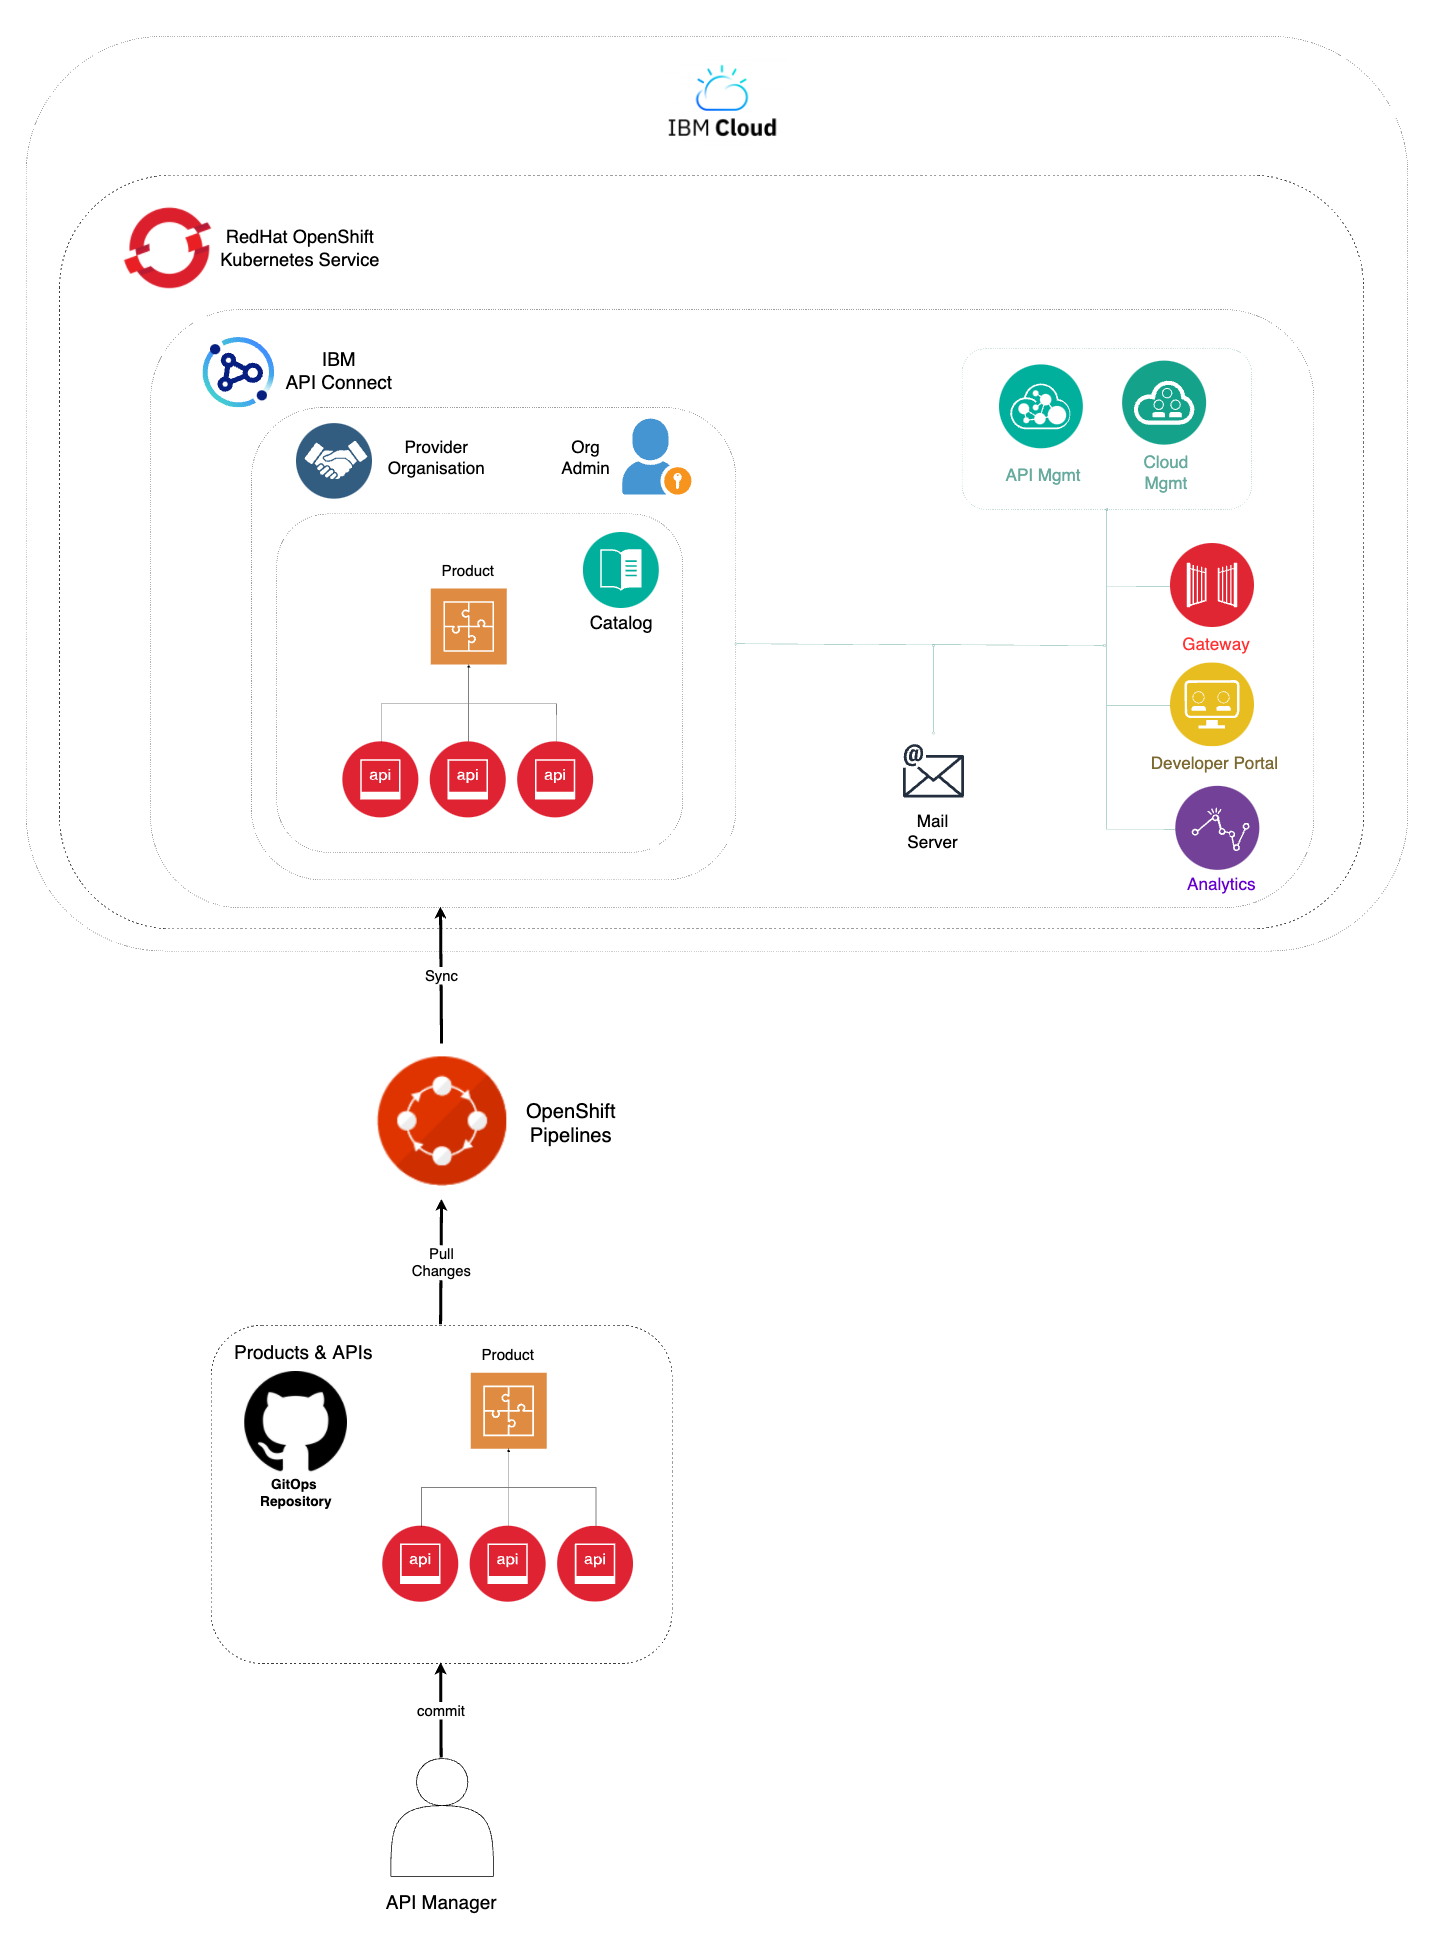 IBM Cloud
RedHat OpenShift
Kubernetes Service
IBM
API Connect
Provider
Organisation
Org
Admin
API Mgmt
Cloud
Mgmt
Product
Catalog
api
api
api
Gateway
Developer Portal
Analytics
@
Mail
Server
Sync
OpenShift
Pipelines
Pull
Changes
Products & APIs
GitOps
Repository
Product
api
api
api
commit
API Manager